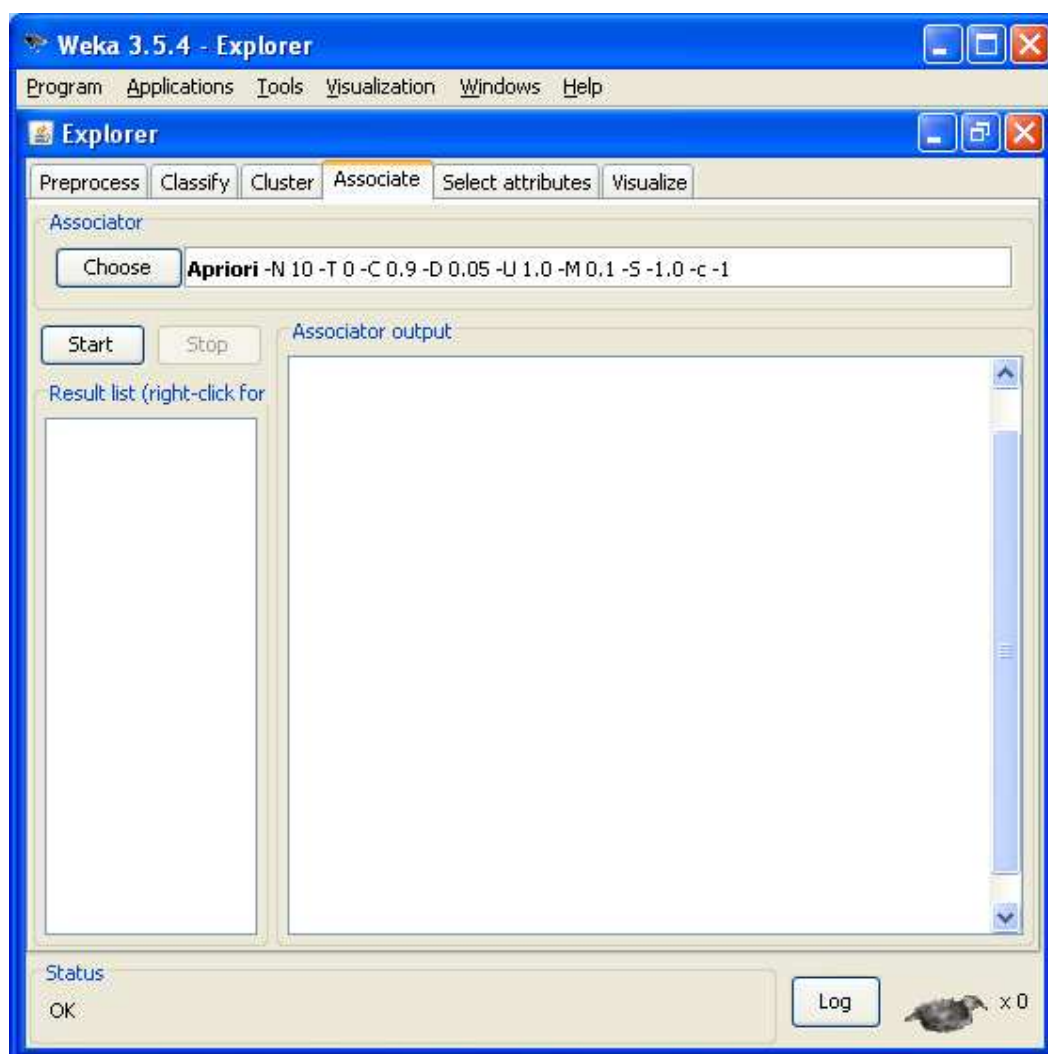 Weka 3.5.4 - Explorer
Program Applications Tools Visualization Windows Help
Explorer
Preprocess Classify Cluster Associate Select attributes Visualize
Associator
Choose Apriori -N 10 -T 0 -C 0.9 -D 0.05 -U 1.0 -M 0.1 -S -1.0 -c -1
Start Stop
Associator output
Result list (right-click for
Status
OK
Log x 0